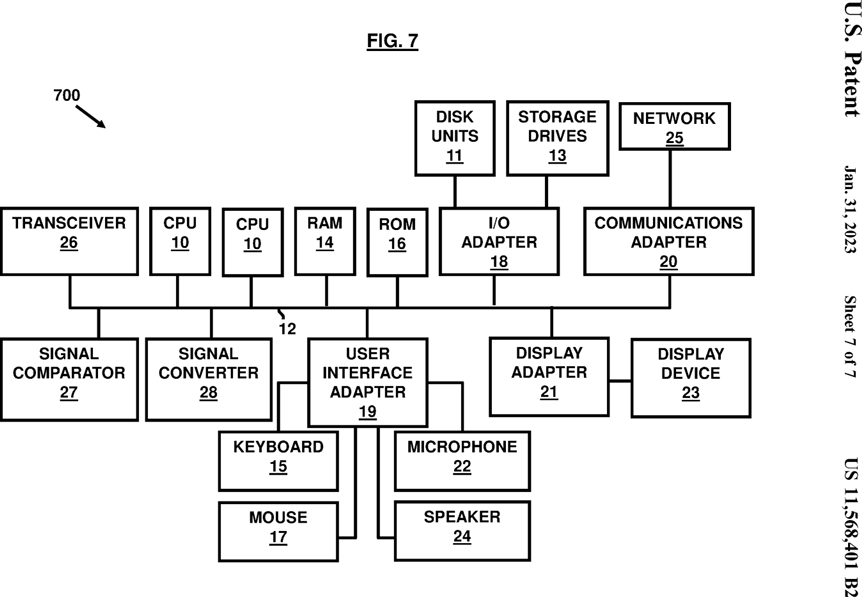 U.S. Patent
Jan. 31, 2023
Sheet 7 of 7
US 11,568,401 B2
FIG. 7
700
DISK
UNITS
11
STORAGE
DRIVES
13
NETWORK
25
TRANSCEIVER
26
CPU
10
CPU
10
RAM
14
ROM
16
I/O
ADAPTER
18
COMMUNICATIONS
ADAPTER
20
12
SIGNAL
COMPARATOR
27
SIGNAL
CONVERTER
28
USER
INTERFACE
ADAPTER
19
DISPLAY
ADAPTER
21
DISPLAY
DEVICE
23
KEYBOARD
15
MICROPHONE
22
MOUSE
17
SPEAKER
24